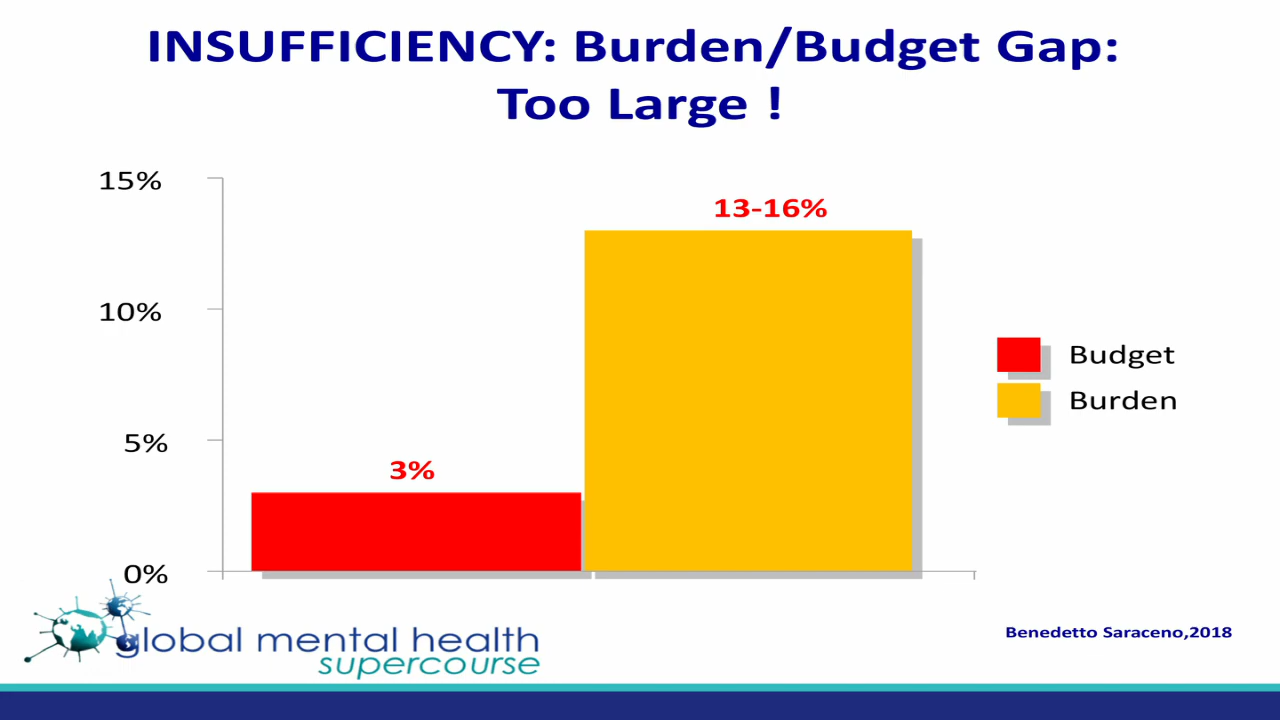 INSUFFICIENCY: Burden/Budget Gap:
Too Large !
15%
13-16%
10%
Budget
Burden
5%
3%
0%
global mental health
supercourse
Benedetto Saraceno,2018